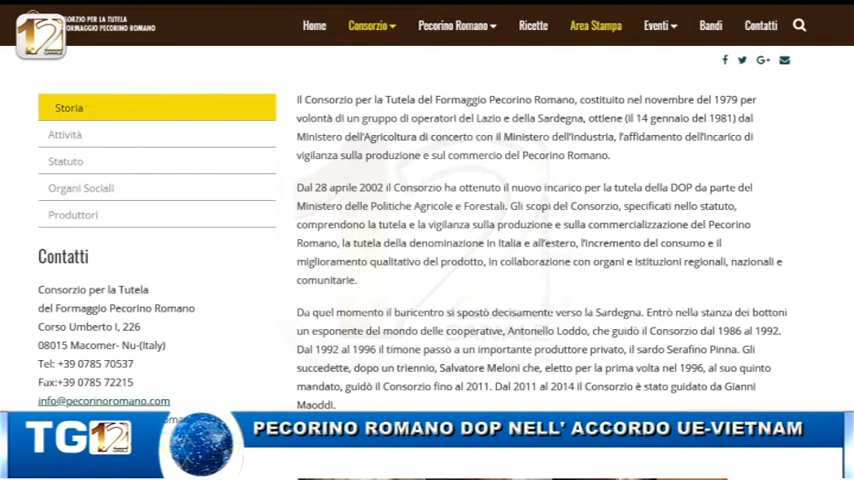 CONSORZIO PER LA TUTELA
FORMAGGIO PECORINO ROMANO
12
CANALE
Home
Consorzio
Pecorino Romano
Ricette
Area Stampa
Eventi
Bandi
Contatti
Storia
Attività
Statuto
Organi Sociali
Produttori
Contatti
Consorzio per la Tutela
del Formaggio Pecorino Romano
Corso Umberto I, 226
08015 Macomer- Nu-(Italy)
Tel: +39 0785 70537
Fax:+39 0785 72215
info@pecorinoromano.com
Il Consorzio per la Tutela del Formaggio Pecorino Romano, costituito nel novembre del 1979 per
volontà di un gruppo di operatori del Lazio e della Sardegna, ottiene (il 14 gennaio del 1981) dal
Ministero dell'Agricoltura di concerto con il Ministero dell'Industria, l'affidamento dell'Incarico di
vigilanza sulla produzione e sul commercio del Pecorino Romano.
Dal 28 aprile 2002 il Consorzio ha ottenuto il nuovo incarico per la tutela della DOP da parte del
Ministero delle Politiche Agricole e Forestali. Gli scopi del Consorzio, specificati nello statuto,
comprendono la tutela e la vigilanza sulla produzione e sulla commercializzazione del Pecorino
Romano, la tutela della denominazione in Italia e all'estero, l'incremento del consumo e il
miglioramento qualitativo del prodotto, in collaborazione con organi e istituzioni regionali, nazionali e
comunitarie.
Da quel momento il baricentro si spostò decisamente verso la Sardegna. Entrò nella stanza dei bottoni
un esponente del mondo delle cooperative, Antonello Loddo, che guidò il Consorzio dal 1986 al 1992.
Dal 1992 al 1996 il timone passò a un importante produttore privato, il sardo Serafino Pinna. Gli
succedette, dopo un triennio, Salvatore Meloni che, eletto per la prima volta nel 1996, al suo quinto
mandato, guidò il Consorzio fino al 2011. Dal 2011 al 2014 il Consorzio è stato guidato da Gianni
Maoddi.
CANALE
TG12
PECORINO ROMANO DOP NELL' ACCORDO UE-VIETNAM